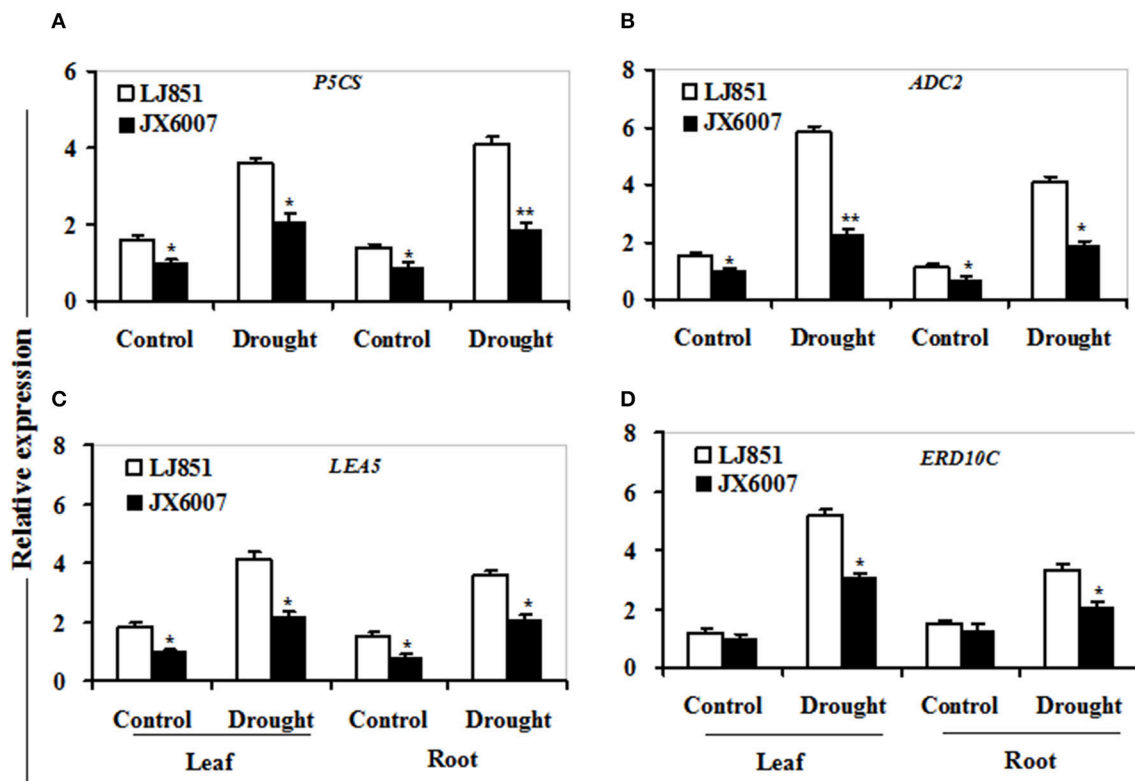 A
B
6
4
2
0
P5CS
LJ851
JX6007
*
*
*
**
Control Drought Control Drought
8
6
4
2
0
ADC2
LJ851
JX6007
*
**
*
*
Control Drought Control Drought
Relative expression
C
D
8
6
4
2
0
LEA5
LJ851
JX6007
*
*
*
*
Control Drought Control Drought
Leaf Root
8
6
4
2
0
ERD10C
LJ851
JX6007
*
*
Control Drought Control Drought
Leaf Root